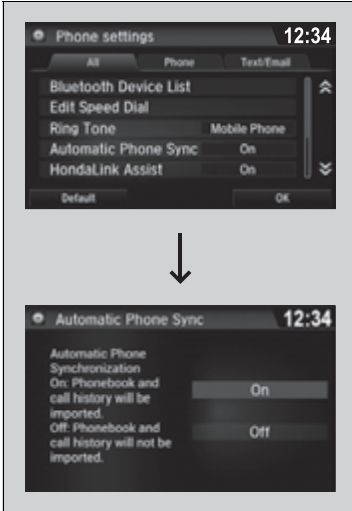 Phone settings 12:34
All Phone Text/Email
Bluetooth Device List
Edit Speed Dial
Ring Tone Mobile Phone
Automatic Phone Sync On
HondaLink Assist On
Default OK
Automatic Phone Sync 12:34
Automatic Phone
Synchronization
On: Phonebook and
call history will be
imported.
Off: Phonebook and
call history will not be
imported.
On
Off